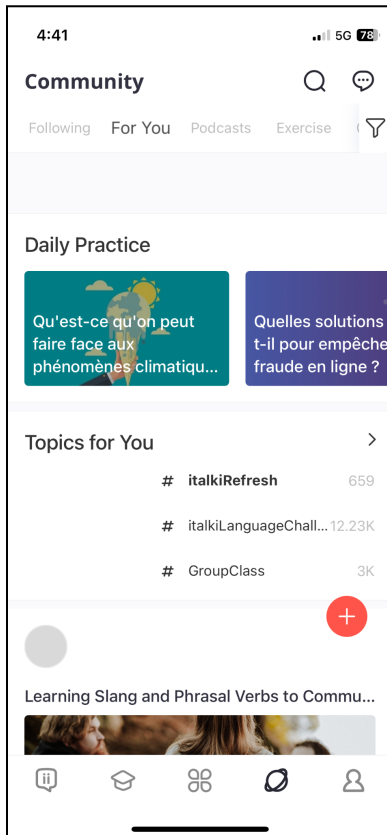 4:41
5G 78
Community
Following For You Podcasts Exercise
Daily Practice
Qu'est-ce qu'on peut
faire face aux
phénomènes climatiqu...
Quelles solutions
t-il pour empêche
fraude en ligne ?
Topics for You
# italkiRefresh 659
# italkiLanguageChall... 12.23K
# GroupClass 3K
Learning Slang and Phrasal Verbs to Commu...
ii